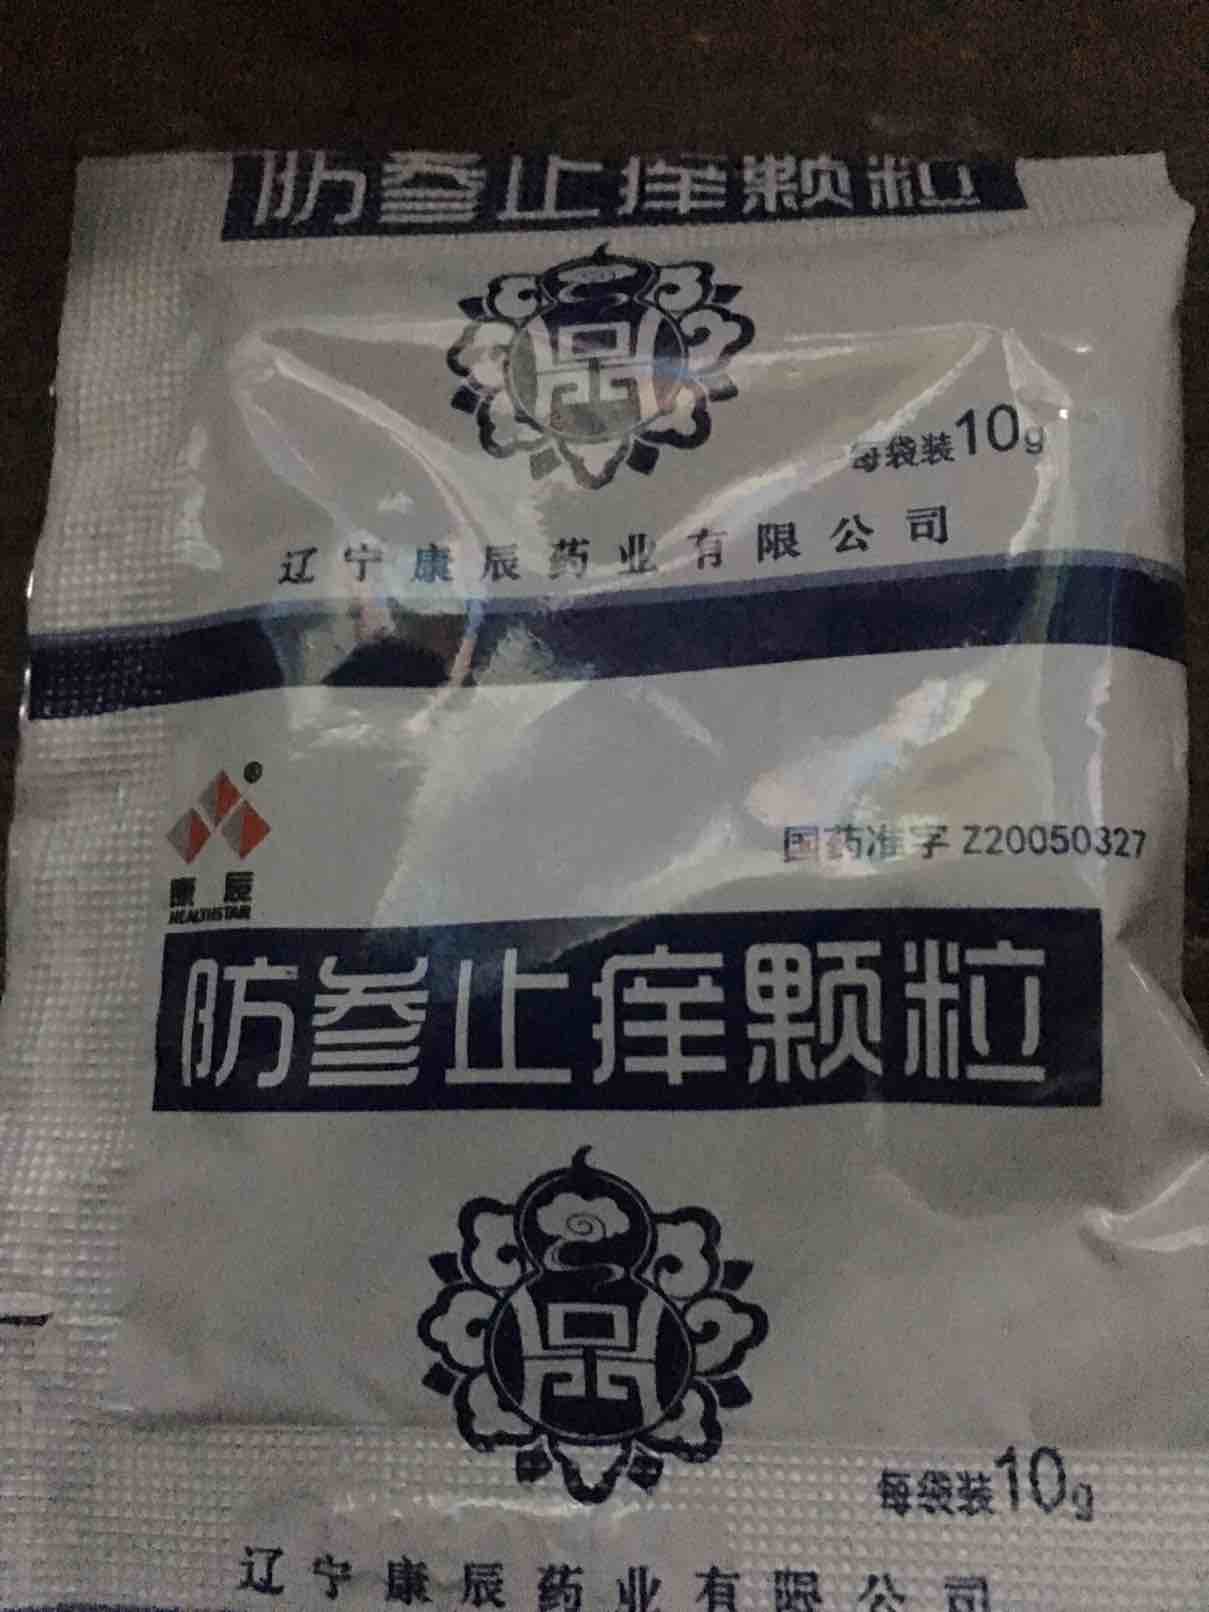 防参止痒颗粒
每袋装10g
辽宁康辰药业有限公司
®
康辰
HEALTHSTAR
国药准字 Z20050327
防参止痒颗粒
每袋装10g
辽宁康辰药业有限公司